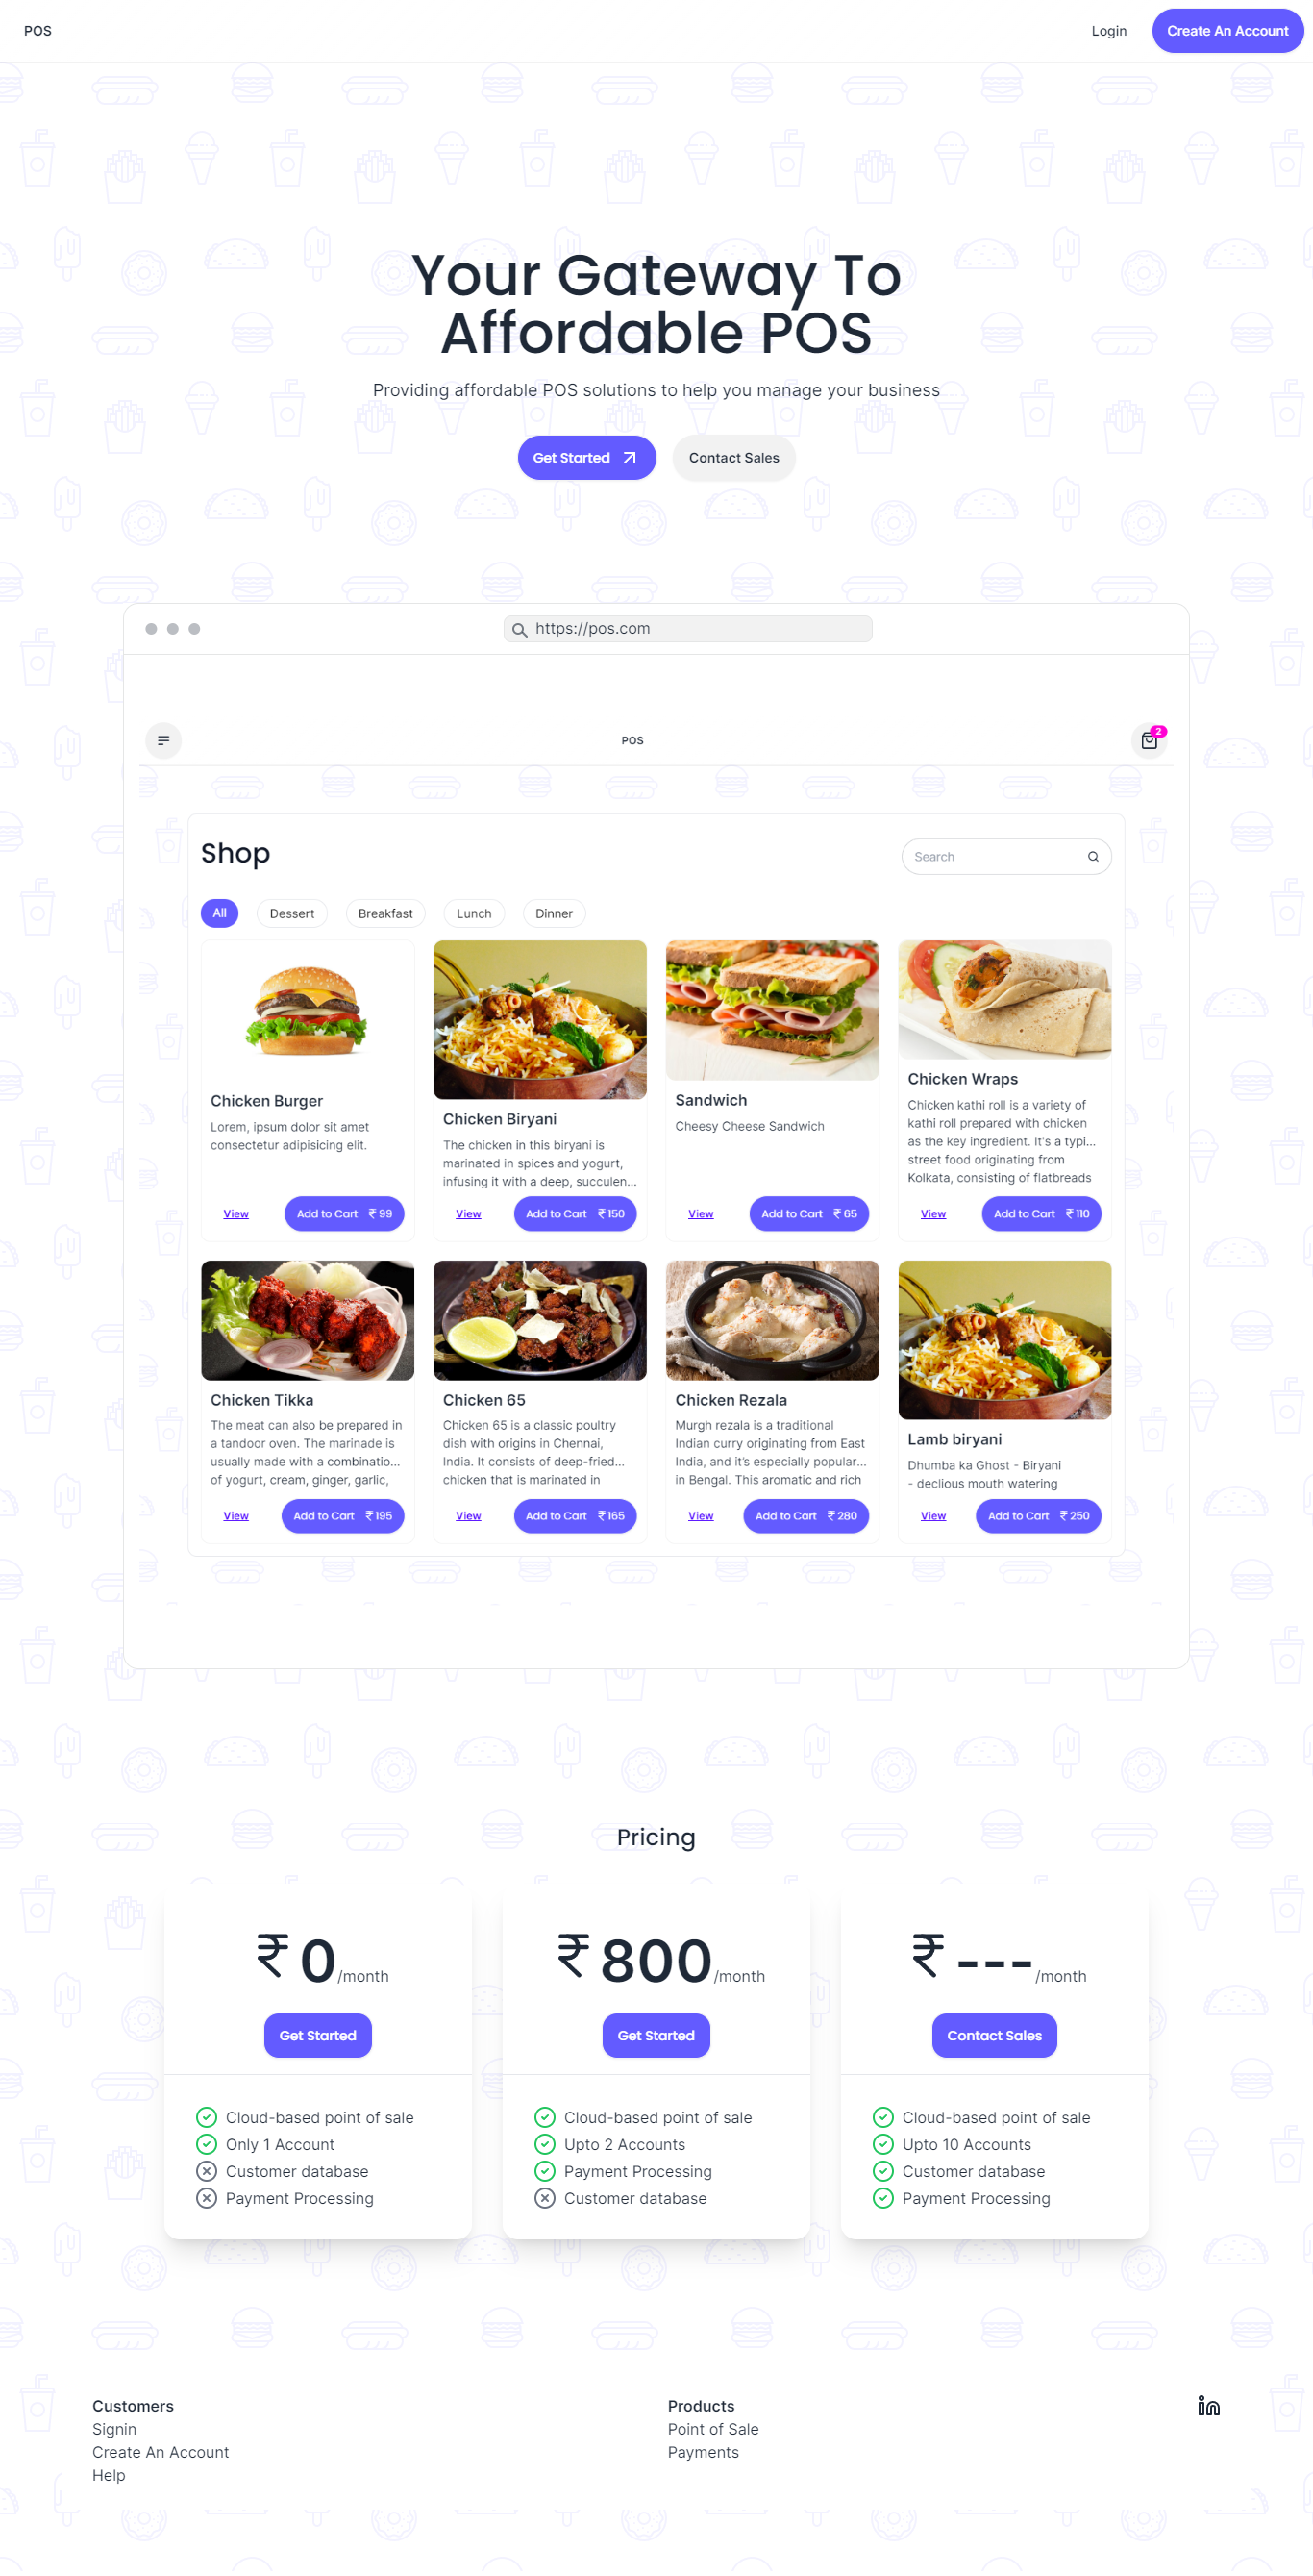 POS
Login
Create An Account
Your Gateway To
Affordable POS
Providing affordable POS solutions to help you manage your business
Get Started
Contact Sales
https://pos.com
POS
2
Shop
Search
All
Dessert
Breakfast
Lunch
Dinner
Chicken Burger
Lorem, ipsum dolor sit amet
consectetur adipisicing elit.
View
Add to Cart ₹ 99
Chicken Biryani
The chicken in this biryani is
marinated in spices and yogurt,
infusing it with a deep, succulen...
View
Add to Cart ₹ 150
Sandwich
Cheesy Cheese Sandwich
View
Add to Cart ₹ 65
Chicken Wraps
Chicken kathi roll is a variety of
kathi roll prepared with chicken
as the key ingredient. It's a typi...
street food originating from
Kolkata, consisting of flatbreads
View
Add to Cart ₹ 110
Chicken Tikka
The meat can also be prepared in
a tandoor oven. The marinade is
usually made with a combinatio...
of yogurt, cream, ginger, garlic,
View
Add to Cart ₹ 195
Chicken 65
Chicken 65 is a classic poultry
dish with origins in Chennai,
India. It consists of deep-fried...
chicken that is marinated in
View
Add to Cart ₹ 165
Chicken Rezala
Murgh rezala is a traditional
Indian curry originating from East
India, and it's especially popular...
in Bengal. This aromatic and rich
View
Add to Cart ₹ 280
Lamb biryani
Dhumba ka Ghost - Biryani
- declious mouth watering
View
Add to Cart ₹ 250
Pricing
₹ 0/month
Get Started
Cloud-based point of sale
Only 1 Account
Customer database
Payment Processing
₹ 800/month
Get Started
Cloud-based point of sale
Upto 2 Accounts
Payment Processing
Customer database
₹ ---/month
Contact Sales
Cloud-based point of sale
Upto 10 Accounts
Customer database
Payment Processing
Customers
Signin
Create An Account
Help
Products
Point of Sale
Payments
in